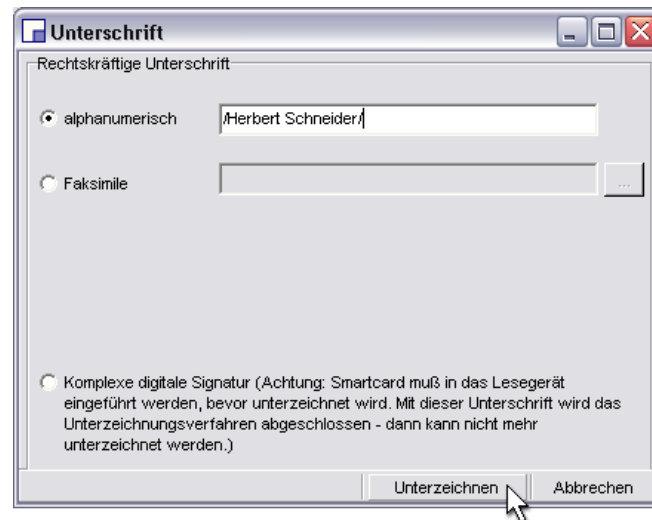 Unterschrift
Rechtskräftige Unterschrift
alphanumerisch
/Herbert Schneider/
Faksimile
...
Komplexe digitale Signatur (Achtung: Smartcard muß in das Lesegerät
eingeführt werden, bevor unterzeichnet wird. Mit dieser Unterschrift wird das
Unterzeichnungsverfahren abgeschlossen - dann kann nicht mehr
unterzeichnet werden.)
Unterzeichnen
Abbrechen